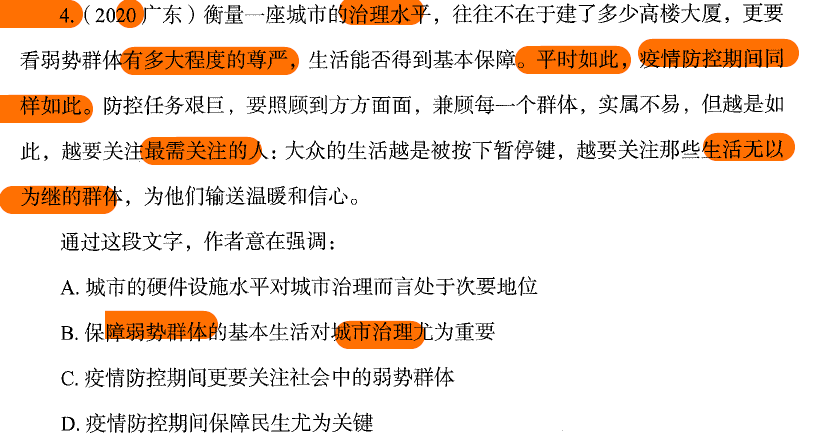 4.（2020 广东）衡量一座城市的治理水平，往往不在于建了多少高楼大厦，更要
看弱势群体有多大程度的尊严，生活能否得到基本保障。平时如此，疫情防控期间同
样如此。防控任务艰巨，要照顾到方方面面，兼顾每一个群体，实属不易，但越是如
此，越要关注最需关注的人：大众的生活越是被按下暂停键，越要关注那些生活无以
为继的群体，为他们输送温暖和信心。
通过这段文字，作者意在强调：
A. 城市的硬件设施水平对城市治理而言处于次要地位
B. 保障弱势群体的基本生活对城市治理尤为重要
C. 疫情防控期间更要关注社会中的弱势群体
D. 疫情防控期间保障民生尤为关键